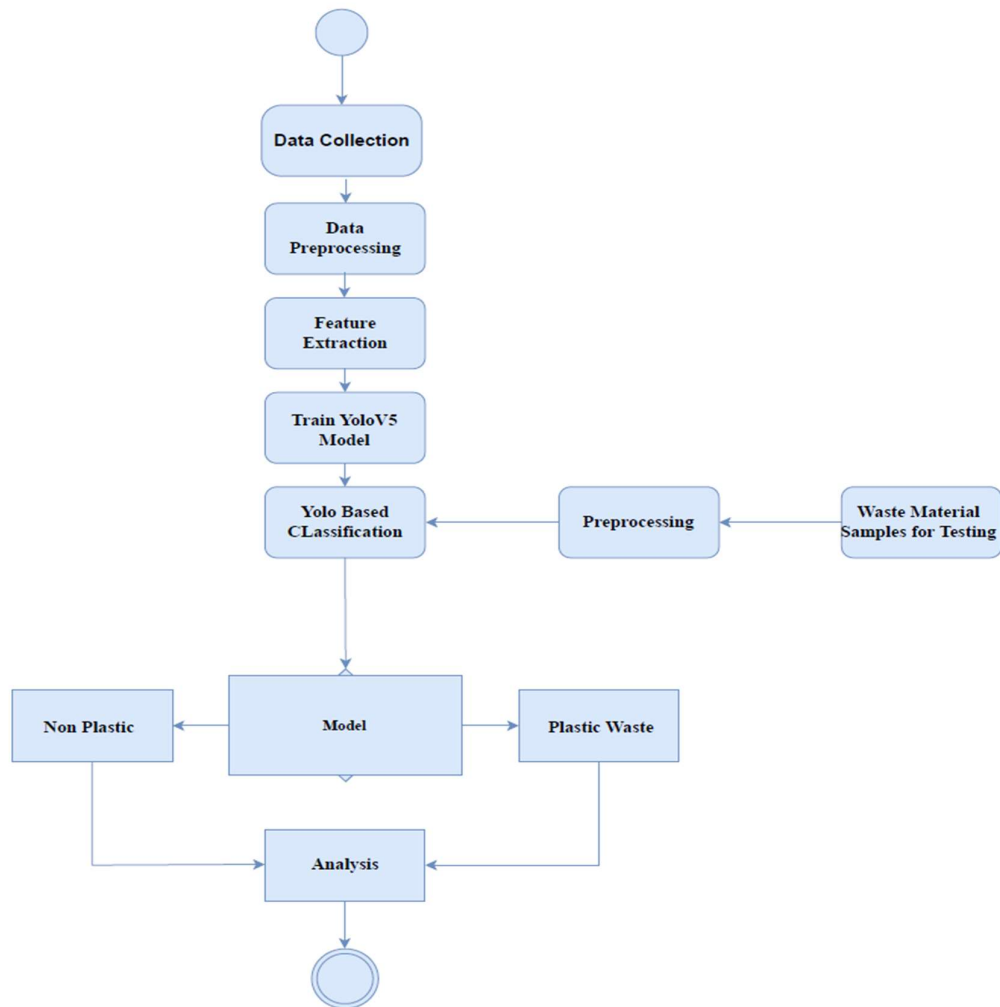 Data Collection
Data
Preprocessing
Feature
Extraction
Train YoloV5
Model
Yolo Based
CLassification
Preprocessing
Waste Material
Samples for Testing
Non Plastic
Model
Plastic Waste
Analysis